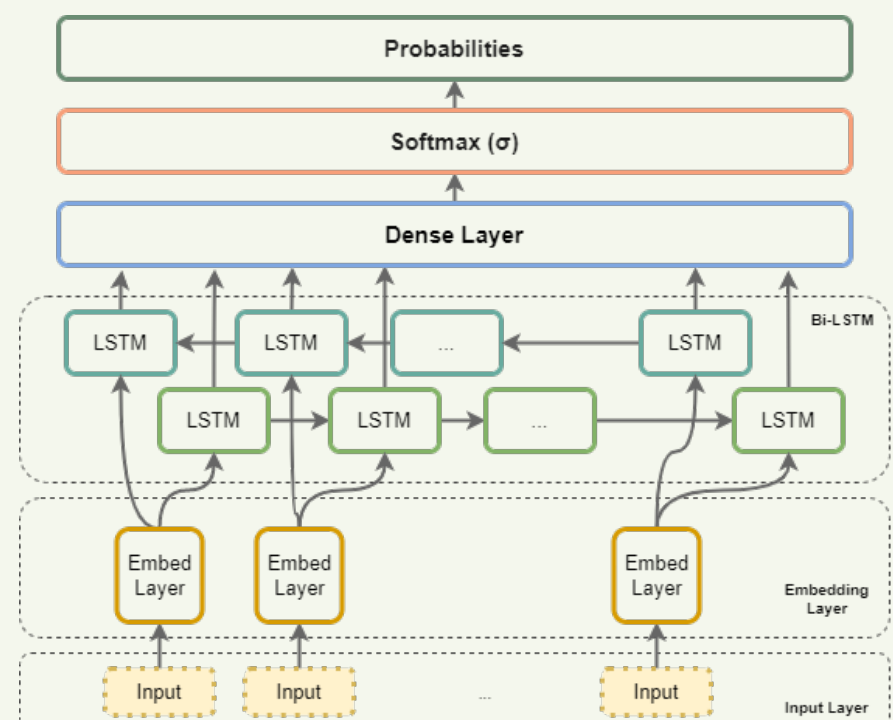 Probabilities
Softmax (σ)
Dense Layer
Bi-LSTM
LSTM
LSTM
...
LSTM
LSTM
LSTM
...
LSTM
Embed
Layer
Embed
Layer
Embed
Layer
Embedding
Layer
Input
Input
...
Input
Input Layer